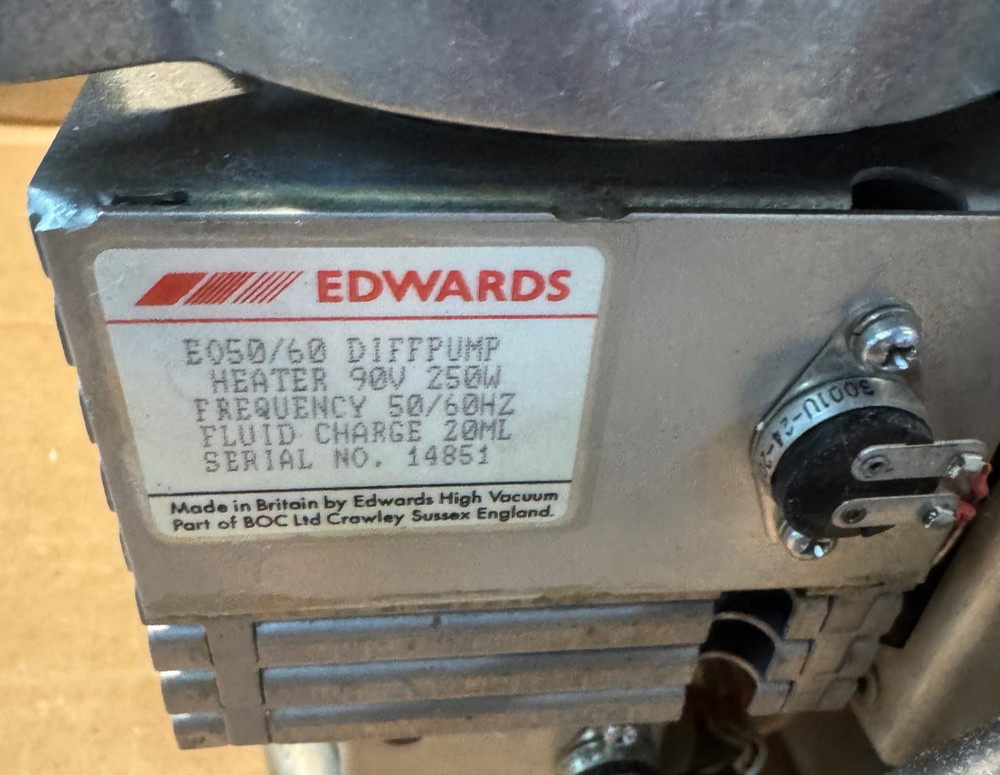 EDWARDS
EO50/60 DIFFPUMP
HEATER 90V 250W
FREQUENCY 50/60HZ
FLUID CHARGE 20ML
SERIAL NO. 14851
Made in Britain by Edwards High Vacuum
Part of BOC Ltd Crawley Sussex England.